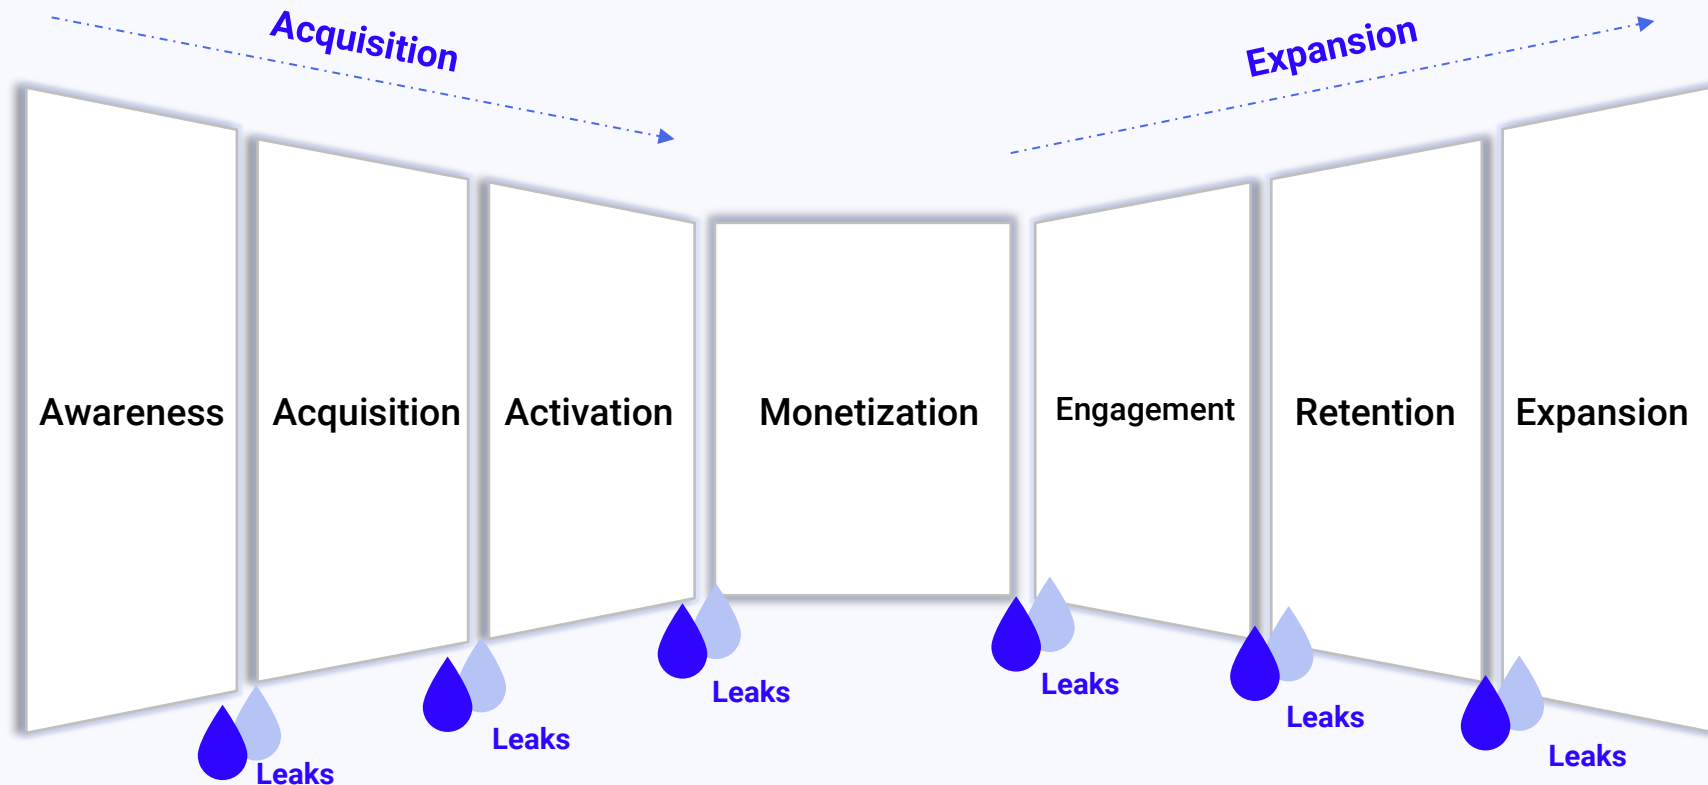 Acquisition
Expansion
Awareness
Acquisition
Activation
Monetization
Engagement
Retention
Expansion
Leaks
Leaks
Leaks
Leaks
Leaks
Leaks